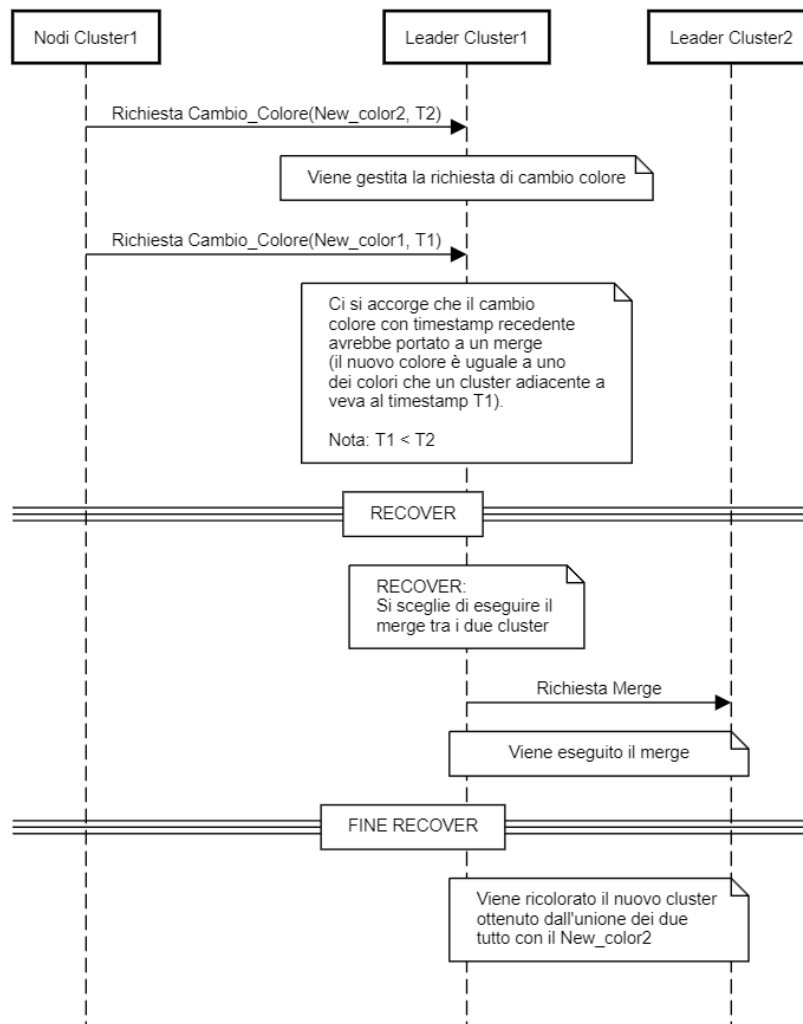 Nodi Cluster1
Leader Cluster1
Leader Cluster2
Richiesta Cambio_Colore(New_color2, T2)
Viene gestita la richiesta di cambio colore
Richiesta Cambio_Colore(New_color1, T1)
Ci si accorge che il cambio
colore con timestamp recedente
avrebbe portato a un merge
(il nuovo colore è uguale a uno
dei colori che un cluster adiacente a
veva al timestamp T1).
Nota: T1 < T2
RECOVER
RECOVER:
Si sceglie di eseguire il
merge tra i due cluster
Richiesta Merge
Viene eseguito il merge
FINE RECOVER
Viene ricolorato il nuovo cluster
ottenuto dall'unione dei due
tutto con il New_color2